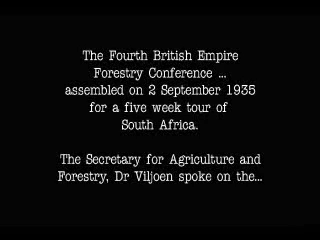 The Fourth British Empire
Forestry Conference ...
assembled on 2 September 1935
for a five week tour of
South Africa.
The Secretary for Agriculture and
Forestry, Dr Viljoen spoke on the...